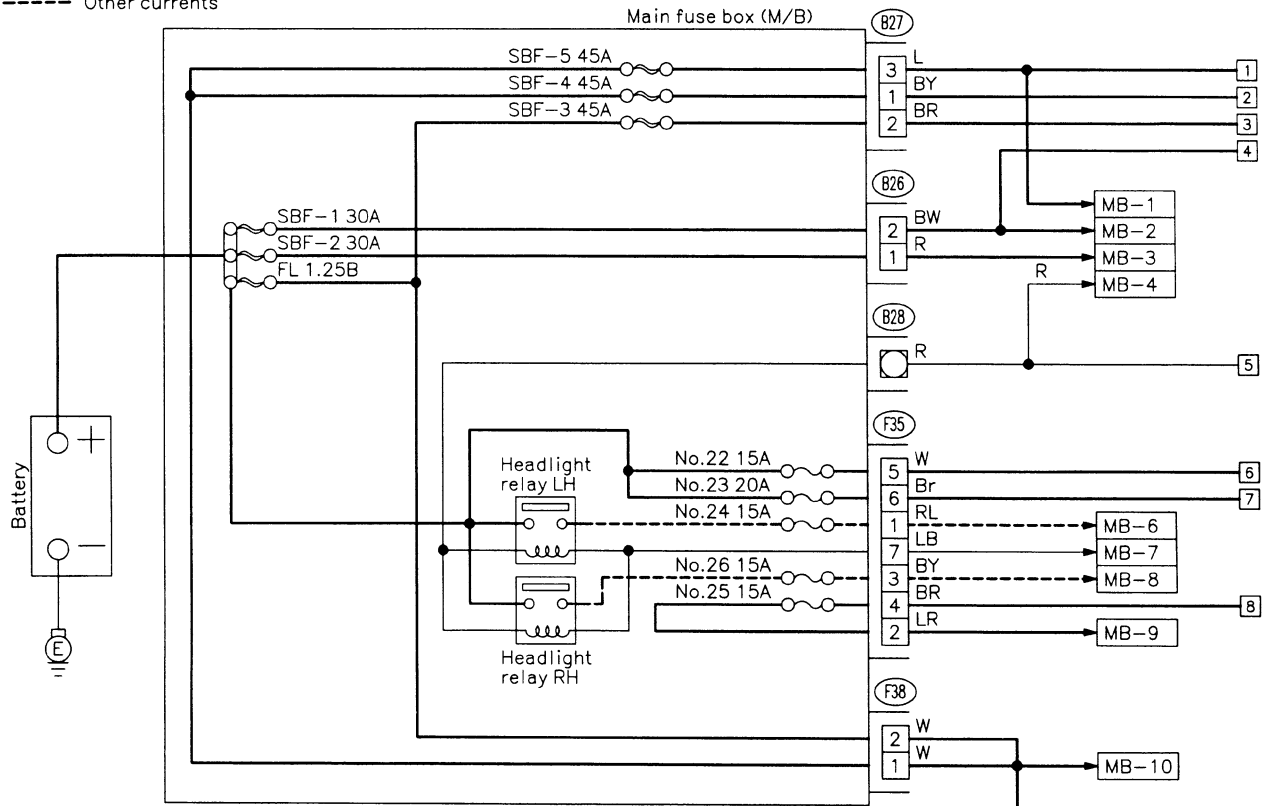 Other currents
Main fuse box (M/B)
B27
SBF-5 45A
3
L
1
SBF-4 45A
1
BY
2
SBF-3 45A
2
BR
3
4
B26
MB-1
SBF-1 30A
2
BW
MB-2
SBF-2 30A
1
R
MB-3
FL 1.25B
R
MB-4
B28
R
5
F35
Battery
+
−
E
Headlight
relay LH
No.22 15A
5
W
6
No.23 20A
6
Br
7
No.24 15A
1
RL
MB-6
7
LB
MB-7
No.26 15A
3
BY
MB-8
No.25 15A
4
BR
8
2
LR
MB-9
Headlight
relay RH
F38
2
W
1
W
MB-10